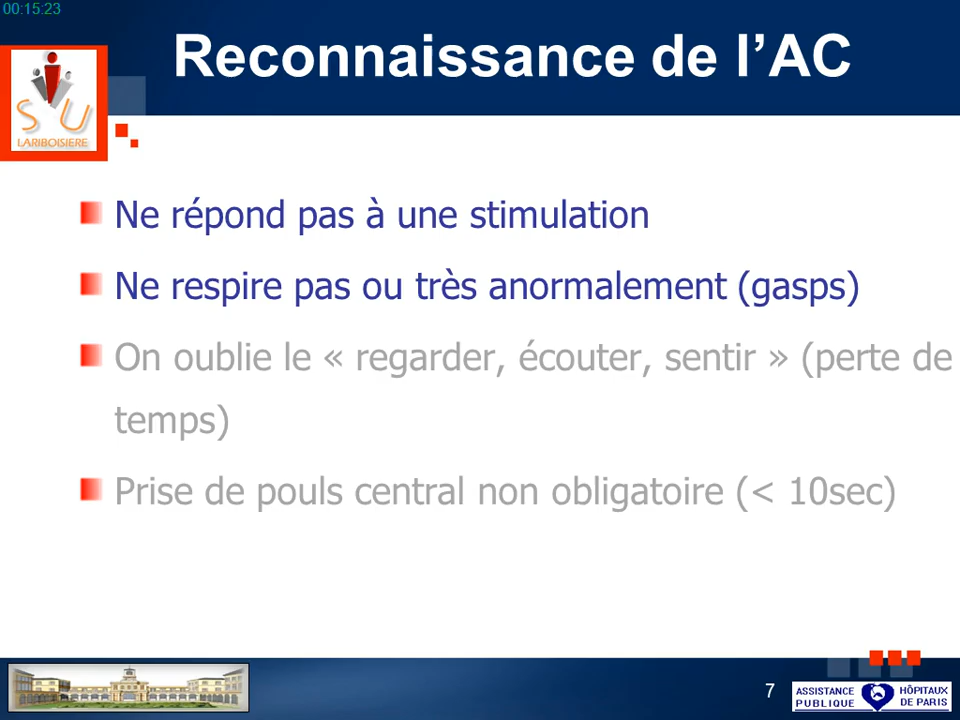 00:15:23
Reconnaissance de l’AC
SU
LARIBOISIERE
Ne répond pas à une stimulation
Ne respire pas ou très anormalement (gasps)
On oublie le « regarder, écouter, sentir » (perte de
temps)
Prise de pouls central non obligatoire (< 10sec)
7
ASSISTANCE
PUBLIQUE
HÔPITAUX
DE PARIS